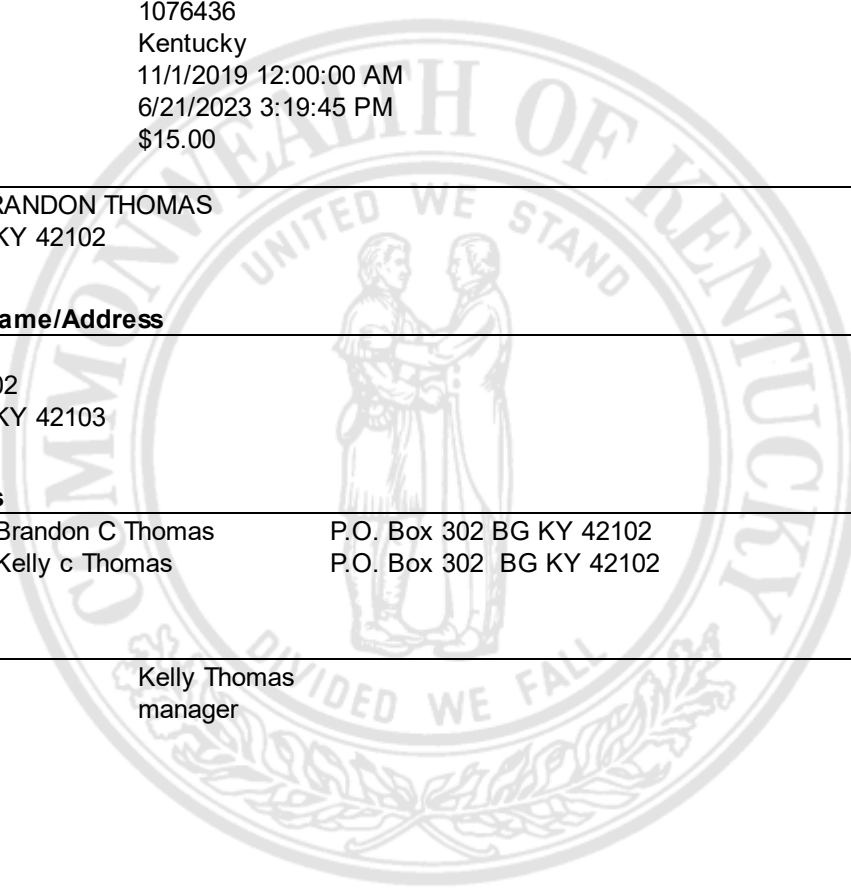 1076436
Kentucky
11/1/2019 12:00:00 AM
6/21/2023 3:19:45 PM
$15.00
RANDON THOMAS
KY 42102
ame/Address
02
KY 42103
s
Brandon C Thomas P.O. Box 302 BG KY 42102
Kelly c Thomas P.O. Box 302 BG KY 42102
Kelly Thomas
manager
COMMONWEALTH OF KENTUCKY
UNITED WE STAND
DIVIDED WE FALL